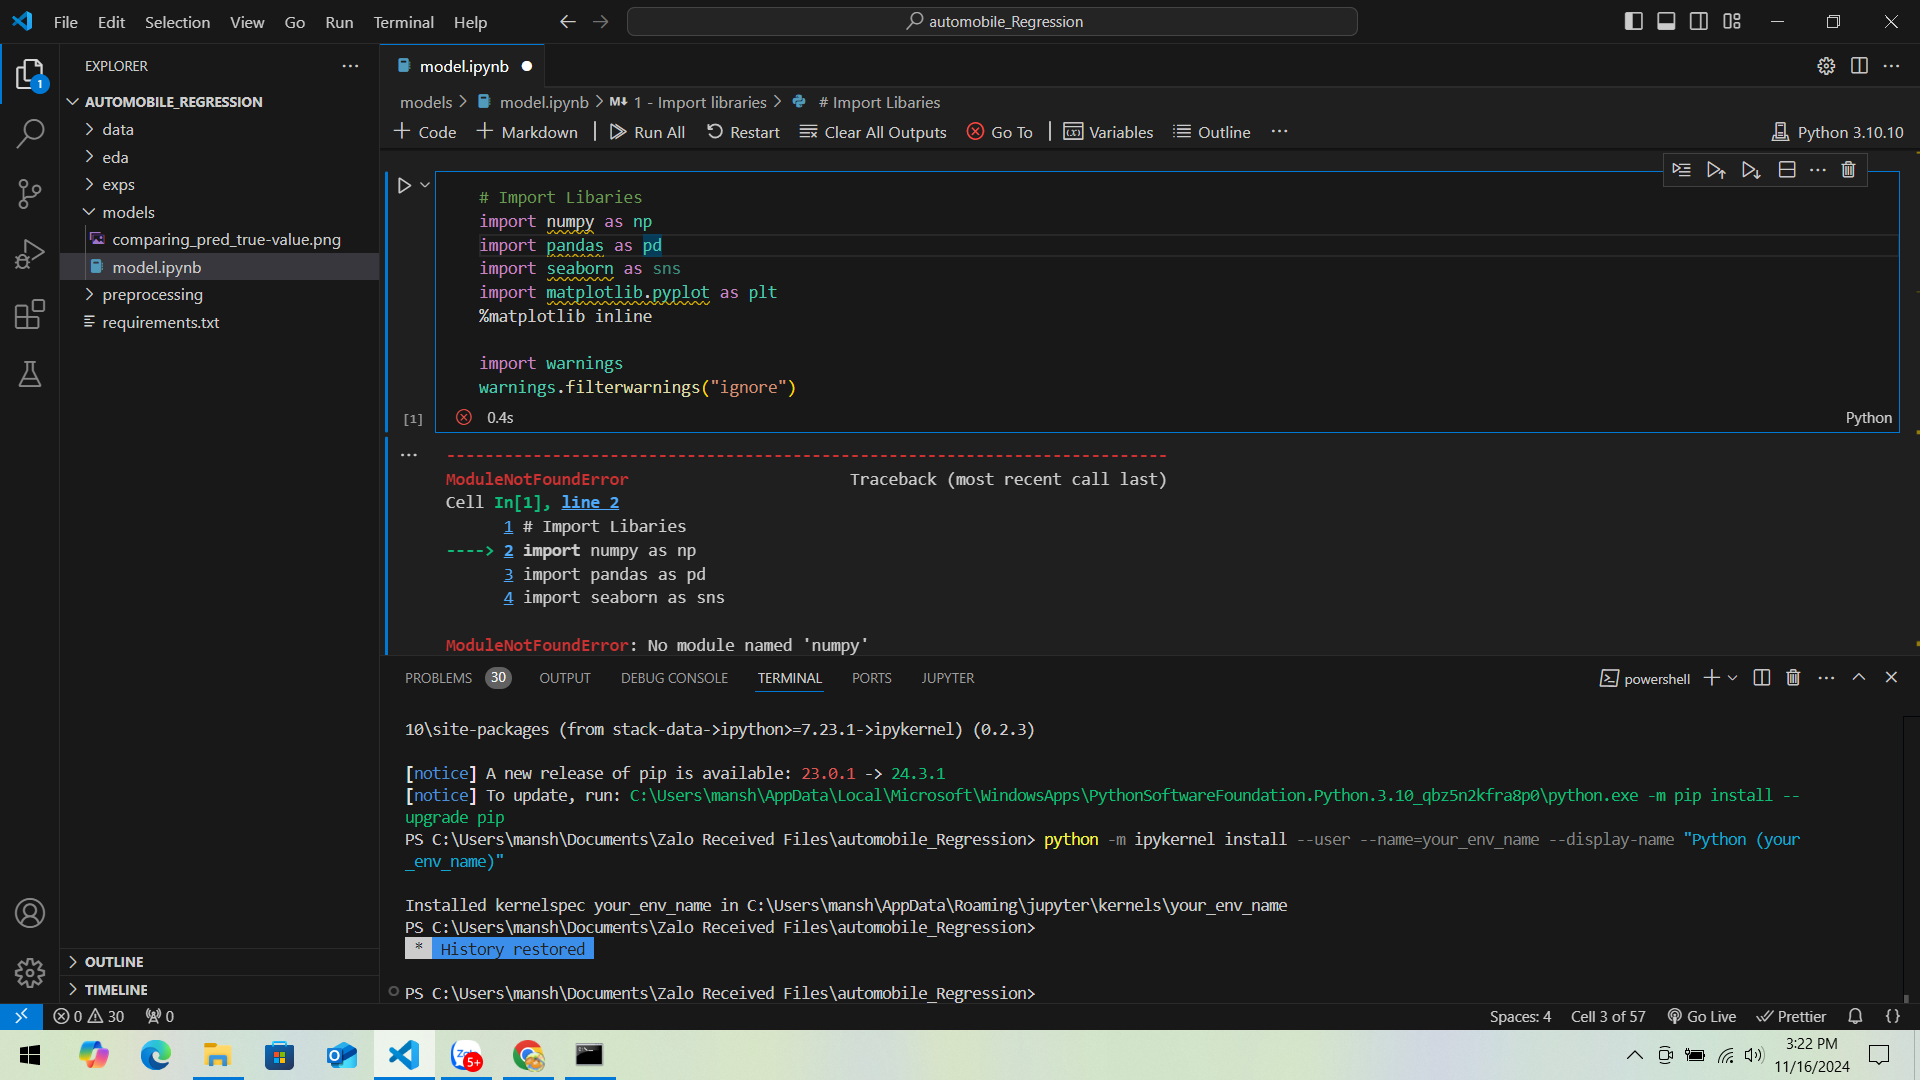 File Edit Selection View Go Run Terminal Help
automobile_Regression
EXPLORER
1
AUTOMOBILE_REGRESSION
data
eda
exps
models
comparing_pred_true-value.png
model.ipynb
preprocessing
requirements.txt
OUTLINE
TIMELINE
model.ipynb
models > model.ipynb > M↓ 1 - Import libraries > # Import Libaries
+ Code + Markdown Run All Restart Clear All Outputs Go To Variables Outline ...
Python 3.10.10
# Import Libaries
import numpy as np
import pandas as pd
import seaborn as sns
import matplotlib.pyplot as plt
%matplotlib inline
import warnings
warnings.filterwarnings("ignore")
[1] 0.4s Python
---------------------------------------------------------------------------
ModuleNotFoundError Traceback (most recent call last)
Cell In[1], line 2
1 # Import Libaries
----> 2 import numpy as np
3 import pandas as pd
4 import seaborn as sns
ModuleNotFoundError: No module named 'numpy'
PROBLEMS 30 OUTPUT DEBUG CONSOLE TERMINAL PORTS JUPYTER
powershell
10\site-packages (from stack-data->ipython>=7.23.1->ipykernel) (0.2.3)
[notice] A new release of pip is available: 23.0.1 -> 24.3.1
[notice] To update, run: C:\Users\mansh\AppData\Local\Microsoft\WindowsApps\PythonSoftwareFoundation.Python.3.10_qbz5n2kfra8p0\python.exe -m pip install --
upgrade pip
PS C:\Users\mansh\Documents\Zalo Received Files\automobile_Regression> python -m ipykernel install --user --name=your_env_name --display-name "Python (your
_env_name)"
Installed kernelspec your_env_name in C:\Users\mansh\AppData\Roaming\jupyter\kernels\your_env_name
PS C:\Users\mansh\Documents\Zalo Received Files\automobile_Regression>
* History restored
PS C:\Users\mansh\Documents\Zalo Received Files\automobile_Regression>
0 30 0
Spaces: 4 Cell 3 of 57 Go Live Prettier {}
5+
3:22 PM
11/16/2024